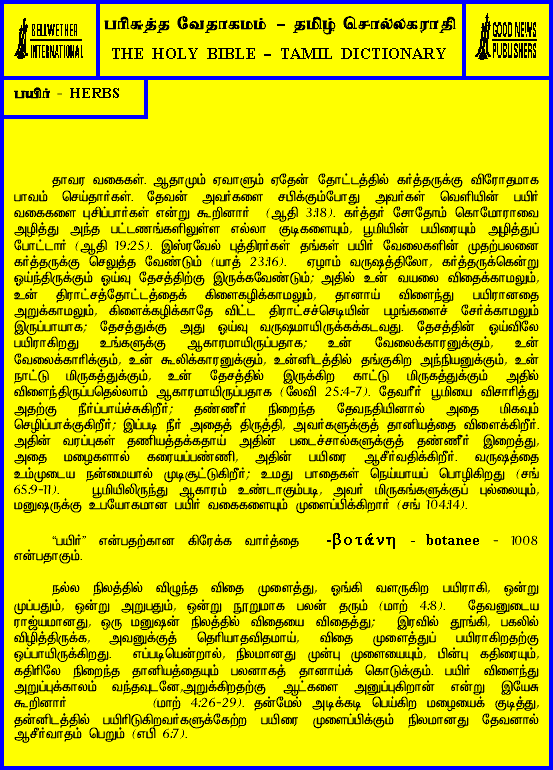 BELLWETHER
INTERNATIONAL
பரிசுத்த வேதாகமம் – தமிழ் சொல்லகராதி
THE HOLY BIBLE – TAMIL DICTIONARY
GOOD NEWS
PUBLISHERS
பயிர் - HERBS
தாவர வகைகள். ஆதாமும் ஏவாளும் ஏதேன் தோட்டத்தில் கர்த்தருக்கு விரோதமாக
பாவம் செய்தார்கள். தேவன் அவர்களை சபிக்கும்போது அவர்கள் வெளியின் பயிர்
வகைகளை புசிப்பார்கள் என்று கூறினார் (ஆதி 3:18). கர்த்தர் சோதோம் கொமோராவை
அழித்து அந்த பட்டணங்களிலுள்ள எல்லா குடிகளையும், பூமியின் பயிரையும் அழித்துப்
போட்டார் (ஆதி 19:25). இஸ்ரவேல் புத்திரர்கள் தங்கள் பயிர் வேலைகளின் முதற்பலனை
கர்த்தருக்கு செலுத்த வேண்டும் (யாத் 23:16). ஏழாம் வருஷத்திலோ, கர்த்தருக்கென்று
ஓய்ந்திருக்கும் ஓய்வு தேசத்திற்கு இருக்கவேண்டும்; அதில் உன் வயலை விதைக்காமலும்,
உன் திராட்சத்தோட்டத்தைக் கிளைகழிக்காமலும், தானாய் விளைந்து பயிரானதை
அறுக்காமலும், கிளைக்கழிக்காதே விட்ட திராட்சச்செடியின் பழங்களைச் சேர்க்காமலும்
இருப்பாயாக; தேசத்துக்கு அது ஓய்வு வருஷமாயிருக்கக்கடவது. தேசத்தின் ஓய்விலே
பயிராகிறது உங்களுக்கு ஆகாரமாயிருப்பதாக; உன் வேலைக்காரனுக்கும், உன்
வேலைக்காரிக்கும், உன் கூலிக்காரனுக்கும், உன்னிடத்தில் தங்குகிற அந்நியனுக்கும், உன்
நாட்டு மிருகத்துக்கும், உன் தேசத்தில் இருக்கிற காட்டு மிருகத்துக்கும் அதில்
விளைந்திருப்பதெல்லாம் ஆகாரமாயிருப்பதாக (லேவி 25:4-7). தேவரீர் பூமியை விசாரித்து
அதற்கு நீர்ப்பாய்ச்சுகிறீர்; தண்ணீர் நிறைந்த தேவநதியினால் அதை மிகவும்
செழிப்பாக்குகிறீர்; இப்படி நீர் அதைத் திருத்தி, அவர்களுக்குத் தானியத்தை விளைக்கிறீர்.
அதின் வரப்புகள் தணியத்தக்கதாய் அதின் படைச்சால்களுக்குத் தண்ணீர் இறைத்து,
அதை மழைகளால் கரையப்பண்ணி, அதின் பயிரை ஆசீர்வதிக்கிறீர். வருஷத்தை
உம்முடைய நன்மையால் முடிசூட்டுகிறீர்; உமது பாதைகள் நெய்யாயப் பொழிகிறது (சங்
65:9-11). பூமியிலிருந்து ஆகாரம் உண்டாகும்படி, அவர் மிருகங்களுக்குப் புல்லையும்,
மனுஷருக்கு உபயோகமான பயிர் வகைகளையும் முளைப்பிக்கிறார் (சங் 104:14).
“பயிர்” என்பதற்கான கிரேக்க வார்த்தை -βοτάνη - botanee - 1008
என்பதாகும்.
நல்ல நிலத்தில் விழுந்த விதை முளைத்து, ஓங்கி வளருகிற பயிராகி, ஒன்று
முப்பதும், ஒன்று அறுபதும், ஒன்று நூறுமாக பலன் தரும் (மாற் 4:8). தேவனுடைய
ராஜ்யமானது, ஒரு மனுஷன் நிலத்தில் விதையை விதைத்து; இரவில் தூங்கி, பகலில்
விழித்திருக்க, அவனுக்குத் தெரியாதவிதமாய், விதை முளைத்துப் பயிராகிறதற்கு
ஒப்பாயிருக்கிறது. எப்படியென்றால், நிலமானது முன்பு முளையையும், பின்பு கதிரையும்,
கதிரிலே நிறைந்த தானியத்தையும் பலனாகத் தானாய்க் கொடுக்கும். பயிர் விளைந்து
அறுப்புக்காலம் வந்தவுடனே,அறுக்கிறதற்கு ஆட்களை அனுப்புகிறான் என்று இயேசு
கூறினார் (மாற் 4:26-29). தன்மேல் அடிக்கடி பெய்கிற மழையைக் குடித்து,
தன்னிடத்தில் பயிரிடுகிறவர்களுக்கேற்ற பயிரை முளைப்பிக்கும் நிலமானது தேவனால்
ஆசீர்வாதம் பெறும் (எபி 6:7).